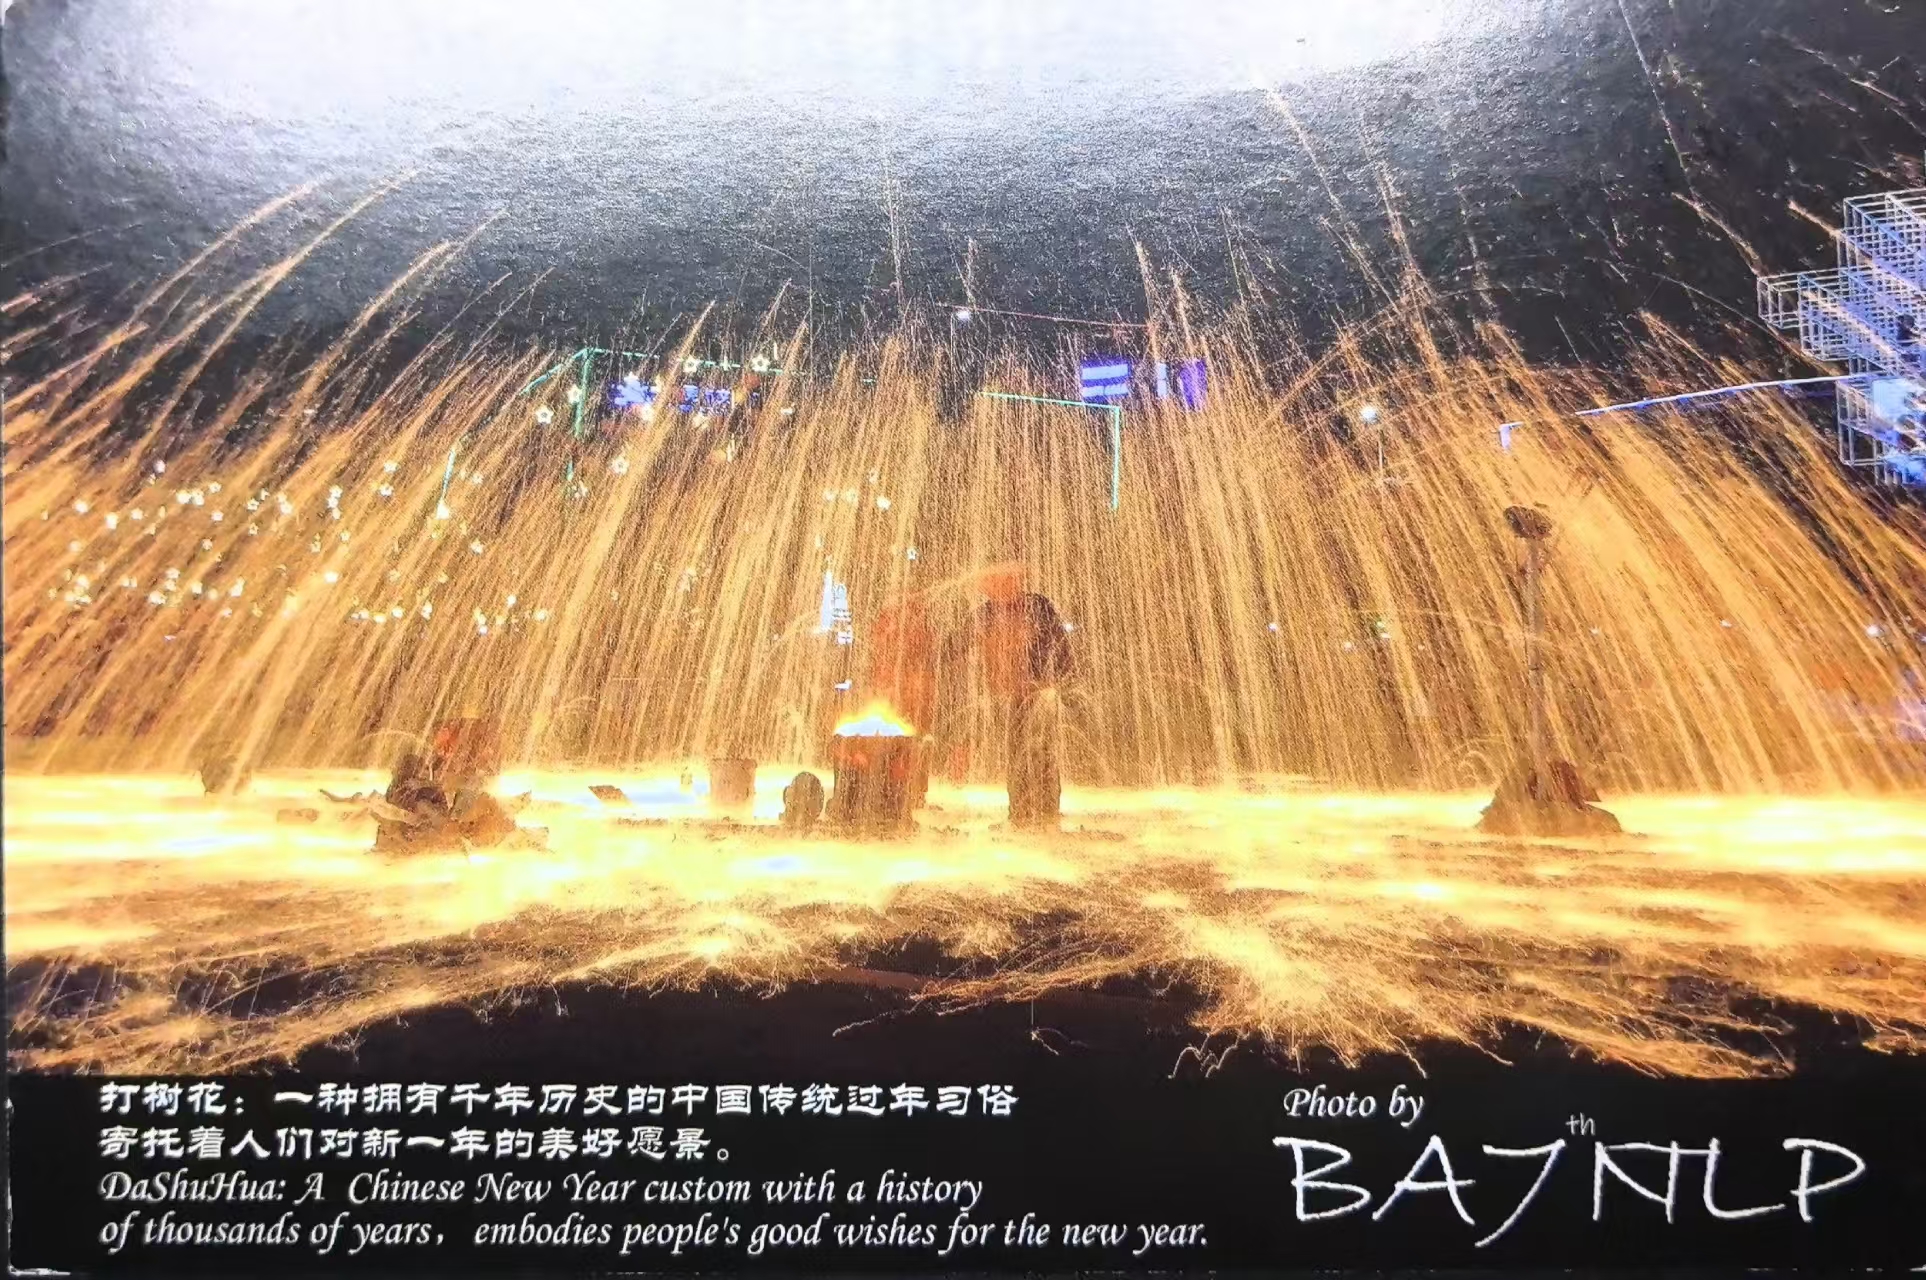 打树花：一种拥有千年历史的中国传统过年习俗
寄托着人们对新一年的美好愿景。
DaShuHua: A Chinese New Year custom with a history
of thousands of years， embodies people's good wishes for the new year.
Photo by
BA7thNLP